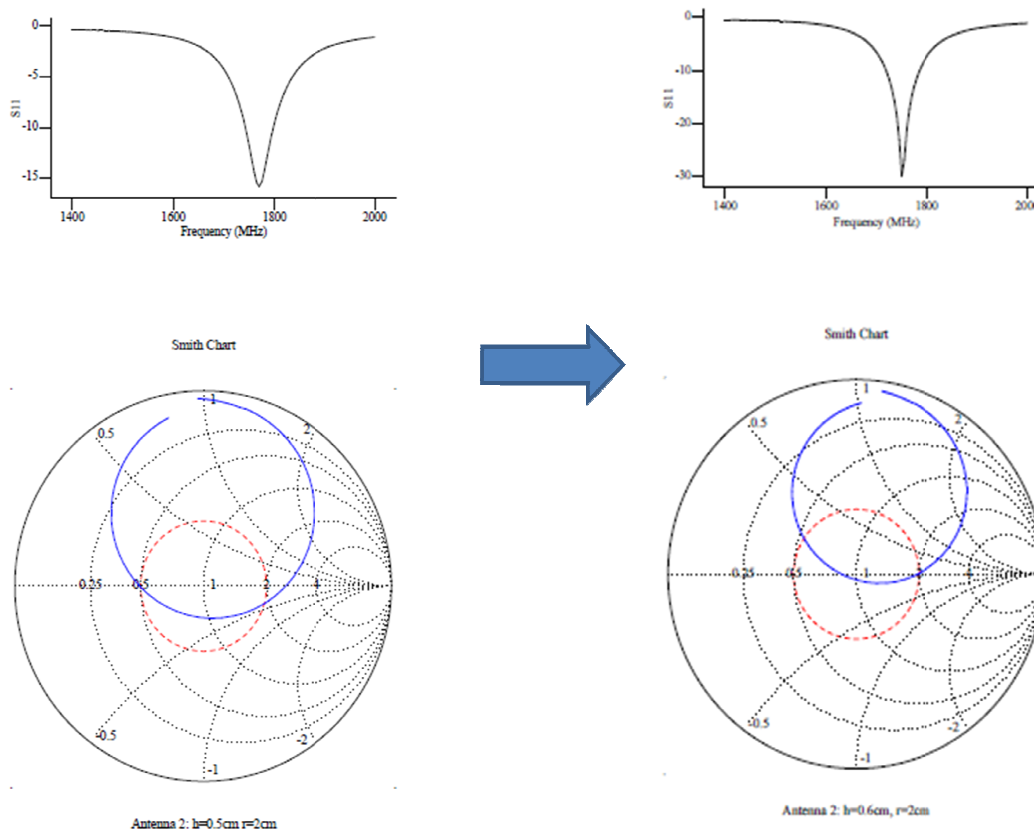 0
-5
-10
-15
S11
1400 1600 1800 2000
Frequency (MHz)
0
-10
-20
-30
S11
1400 1600 1800 2000
Frequency (MHz)
Smith Chart
0.5 1 2
0.25 0.5 1 2 4
-0.5 -1 -2
Antenna 2: h=0.5cm r=2cm
Smith Chart
0.5 1 2
0.25 0.5 1 4
-0.5 -1 -2
Antenna 2: h=0.6cm, r=2cm